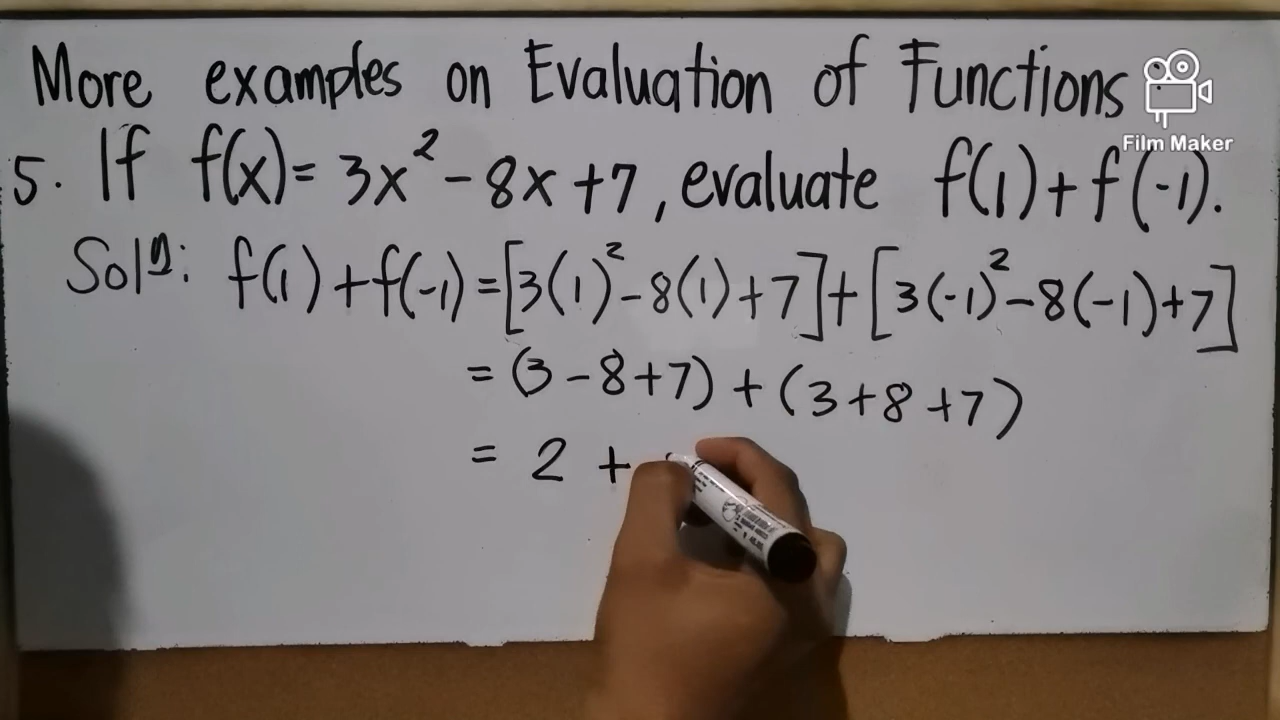 More examples on Evaluation of Functions
Film Maker
5. If f(x)= 3x² - 8x + 7, evaluate f(1) + f(-1).
Solⁿ: f(1) + f(-1) = [3(1)² - 8(1) + 7] + [3(-1)² - 8(-1) + 7]
= (3 - 8 + 7) + (3 + 8 + 7)
= 2 +